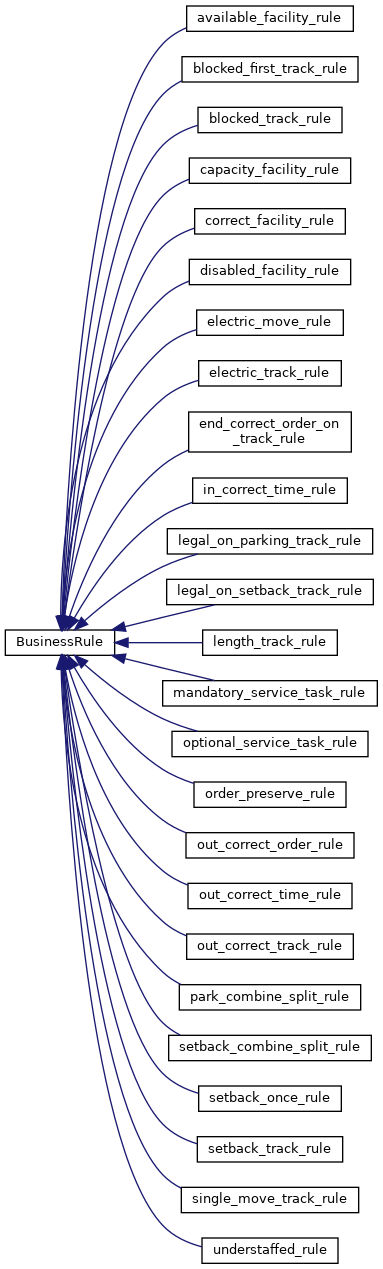 available_facility_rule
blocked_first_track_rule
blocked_track_rule
capacity_facility_rule
correct_facility_rule
disabled_facility_rule
electric_move_rule
electric_track_rule
end_correct_order_on
_track_rule
in_correct_time_rule
legal_on_parking_track_rule
legal_on_setback_track_rule
BusinessRule
length_track_rule
mandatory_service_task_rule
optional_service_task_rule
order_preserve_rule
out_correct_order_rule
out_correct_time_rule
out_correct_track_rule
park_combine_split_rule
setback_combine_split_rule
setback_once_rule
setback_track_rule
single_move_track_rule
understaffed_rule